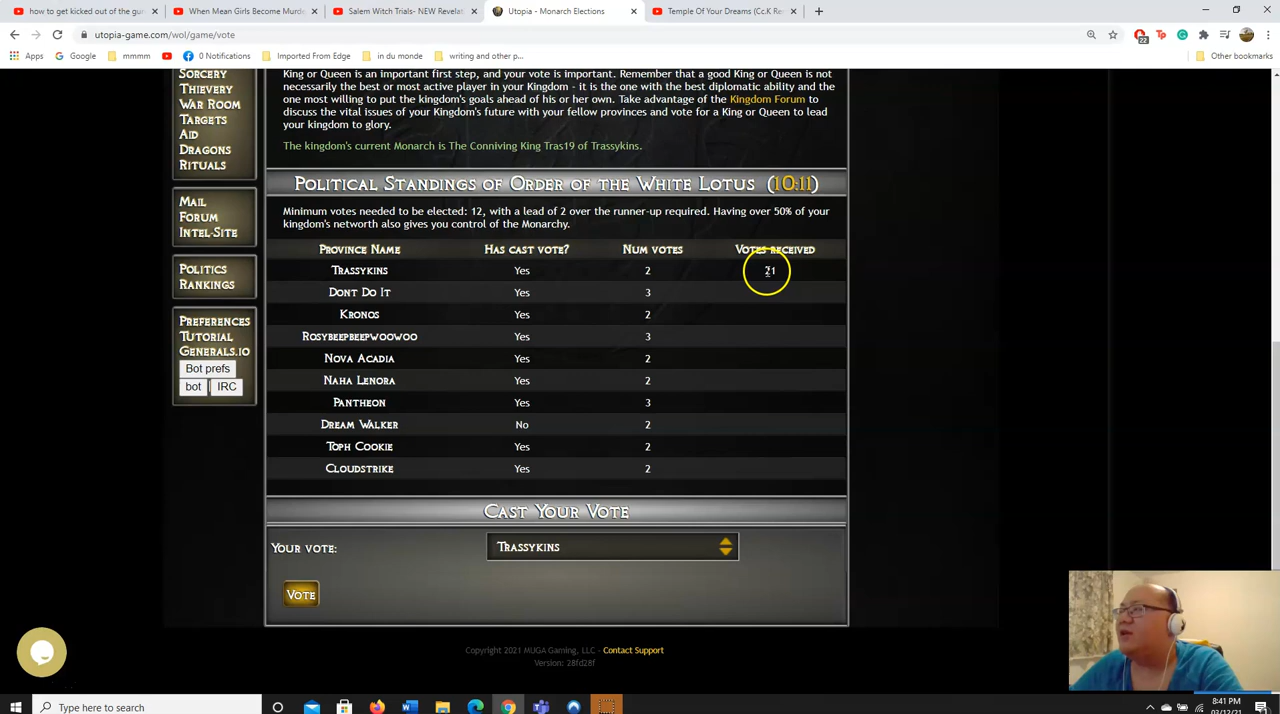 how to get kicked out of the gu
When Mean Girls Become Murde
Salem Witch Trials- NEW Revelat
Utopia - Monarch Elections
Temple Of Your Dreams (Cc.K Re
utopia-game.com/wol/game/vote
22
Apps
Google
mmmm
0 Notifications
Imported From Edge
in du monde
writing and other p...
Other bookmarks
Sorcery
Thievery
War Room
Targets
Aid
Dragons
Rituals
Mail
Forum
Intel-Site
Politics
Rankings
Preferences
Tutorial
Generals.io
Bot prefs
bot
IRC
King or Queen is an important first step, and your vote is important. Remember that a good King or Queen is not
necessarily the best or most active player in your Kingdom - it is the one with the best diplomatic ability and the
one most willing to put the kingdom's goals ahead of his or her own. Take advantage of the Kingdom Forum to
discuss the vital issues of your Kingdom's future with your fellow provinces and vote for a King or Queen to lead
your kingdom to glory.
The kingdom's current Monarch is The Conniving King Tras19 of Trassykins.
Political Standings of Order of the White Lotus (10:11)
Minimum votes needed to be elected: 12, with a lead of 2 over the runner-up required. Having over 50% of your
kingdom's networth also gives you control of the Monarchy.
Province Name Has cast vote? Num votes Votes received
Trassykins Yes 2 21
Dont Do It Yes 3
Kronos Yes 2
Rosybeepbeepwoowoo Yes 3
Nova Acadia Yes 2
Naha Lenora Yes 2
Pantheon Yes 3
Dream Walker No 2
Toph Cookie Yes 2
Cloudstrike Yes 2
Cast Your Vote
Your vote: Trassykins
Vote
Copyright 2021 MUGA Gaming, LLC - Contact Support
Version: 28fd28f
Type here to search
8:41 PM
03/12/21